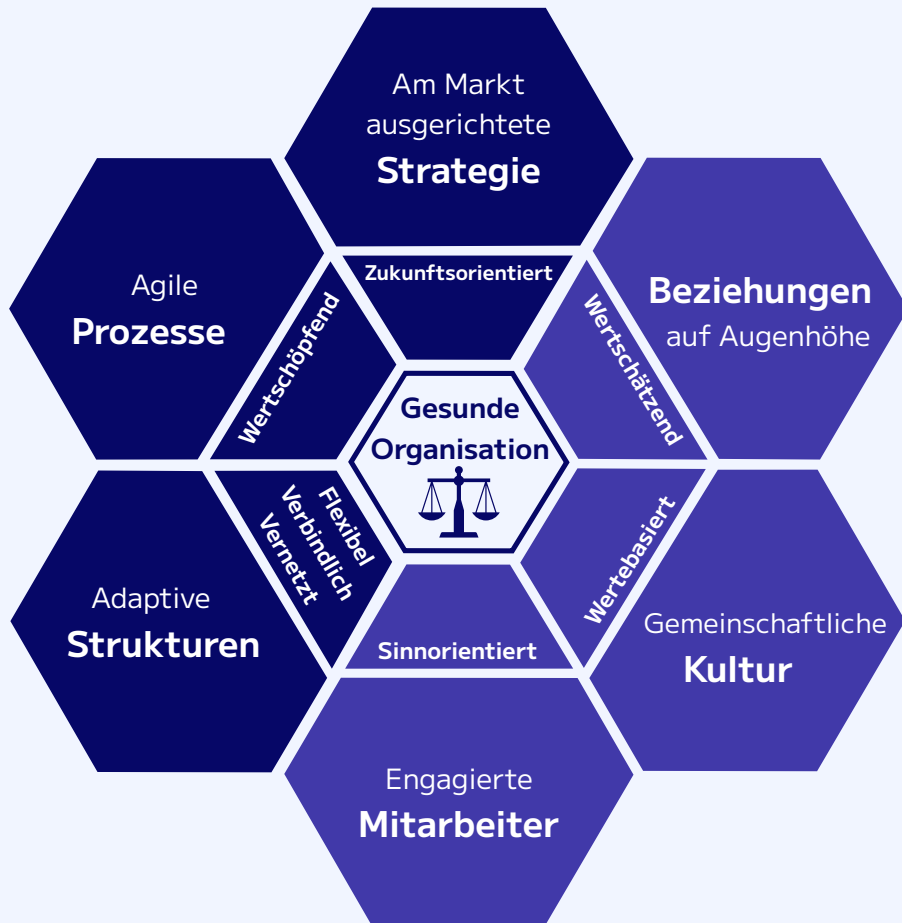 Am Markt
ausgerichtete
Strategie
Zukunftsorientiert
Beziehungen
auf Augenhöhe
Wertschätzend
Agile
Prozesse
Wertschöpfend
Gesunde
Organisation
Flexibel
Verbindlich
Vernetzt
Adaptive
Strukturen
Wertebasiert
Gemeinschaftliche
Kultur
Sinnorientiert
Engagierte
Mitarbeiter